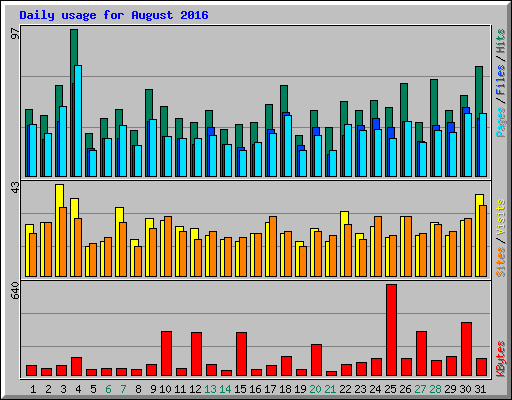 Daily usage for August 2016
97
Pages / Files / Hits
43
Sites / Visits
640
KBytes
1 2 3 4 5 6 7 8 9 10 11 12 13 14 15 16 17 18 19 20 21 22 23 24 25 26 27 28 29 30 31